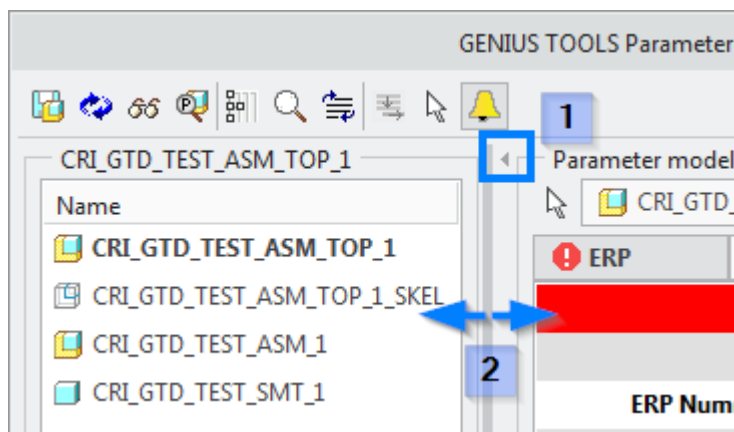 GENIUS TOOLS Parameter
1
CRI_GTD_TEST_ASM_TOP_1
Parameter model
Name
CRI_GTD_
CRI_GTD_TEST_ASM_TOP_1
ERP
CRI_GTD_TEST_ASM_TOP_1_SKEL
CRI_GTD_TEST_ASM_1
2
CRI_GTD_TEST_SMT_1
ERP Num